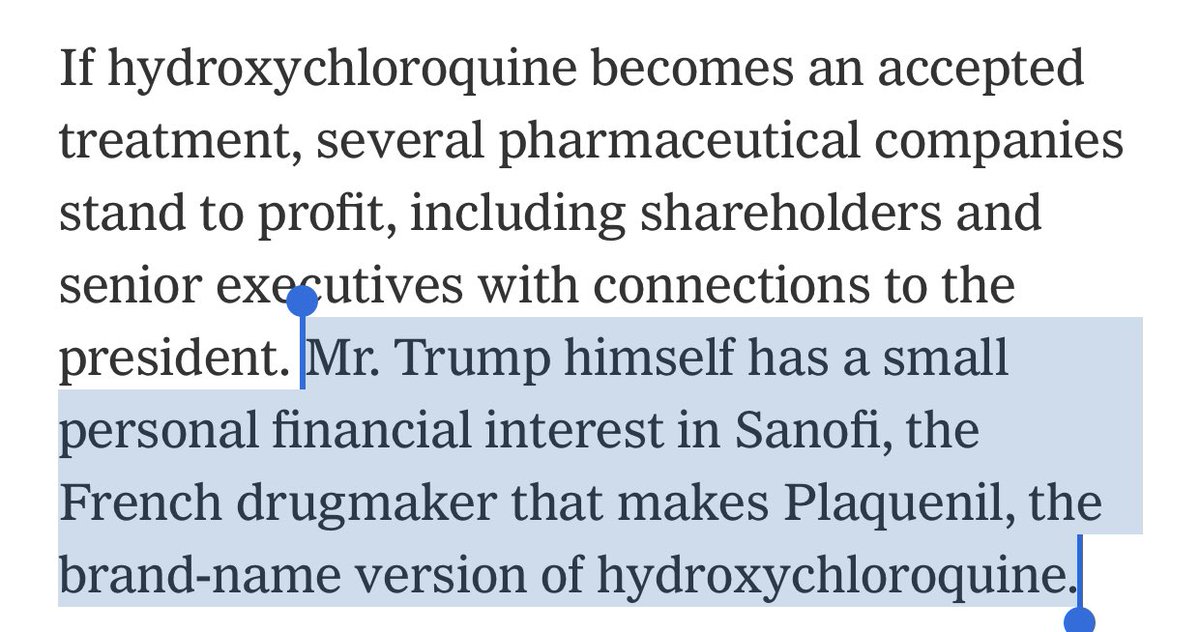 If hydroxychloroquine becomes an accepted
treatment, several pharmaceutical companies
stand to profit, including shareholders and
senior executives with connections to the
president. Mr. Trump himself has a small
personal financial interest in Sanofi, the
French drugmaker that makes Plaquenil, the
brand-name version of hydroxychloroquine.